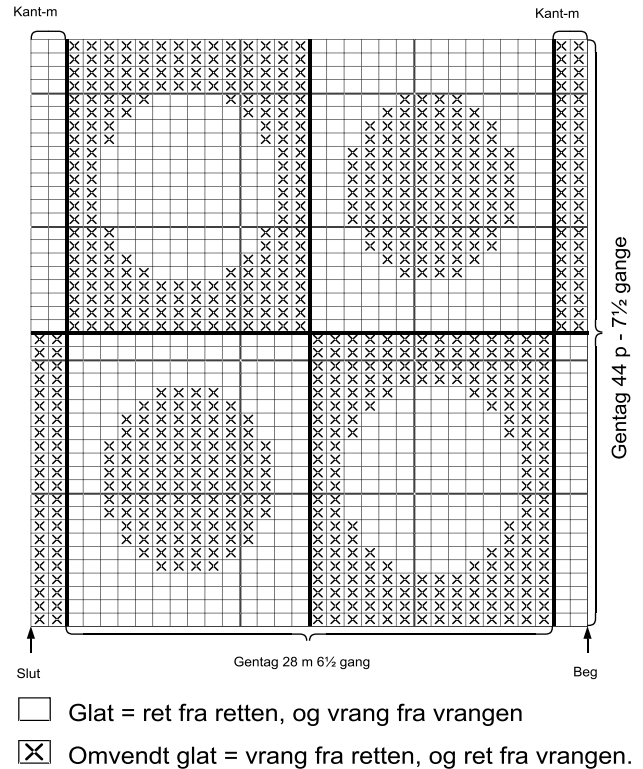 Kant-m
Kant-m
Gentag 44 p - 7½ gange
Gentag 28 m 6½ gang
Slut
Beg
Glat = ret fra retten, og vrang fra vrangen
Omvendt glat = vrang fra retten, og ret fra vrangen.